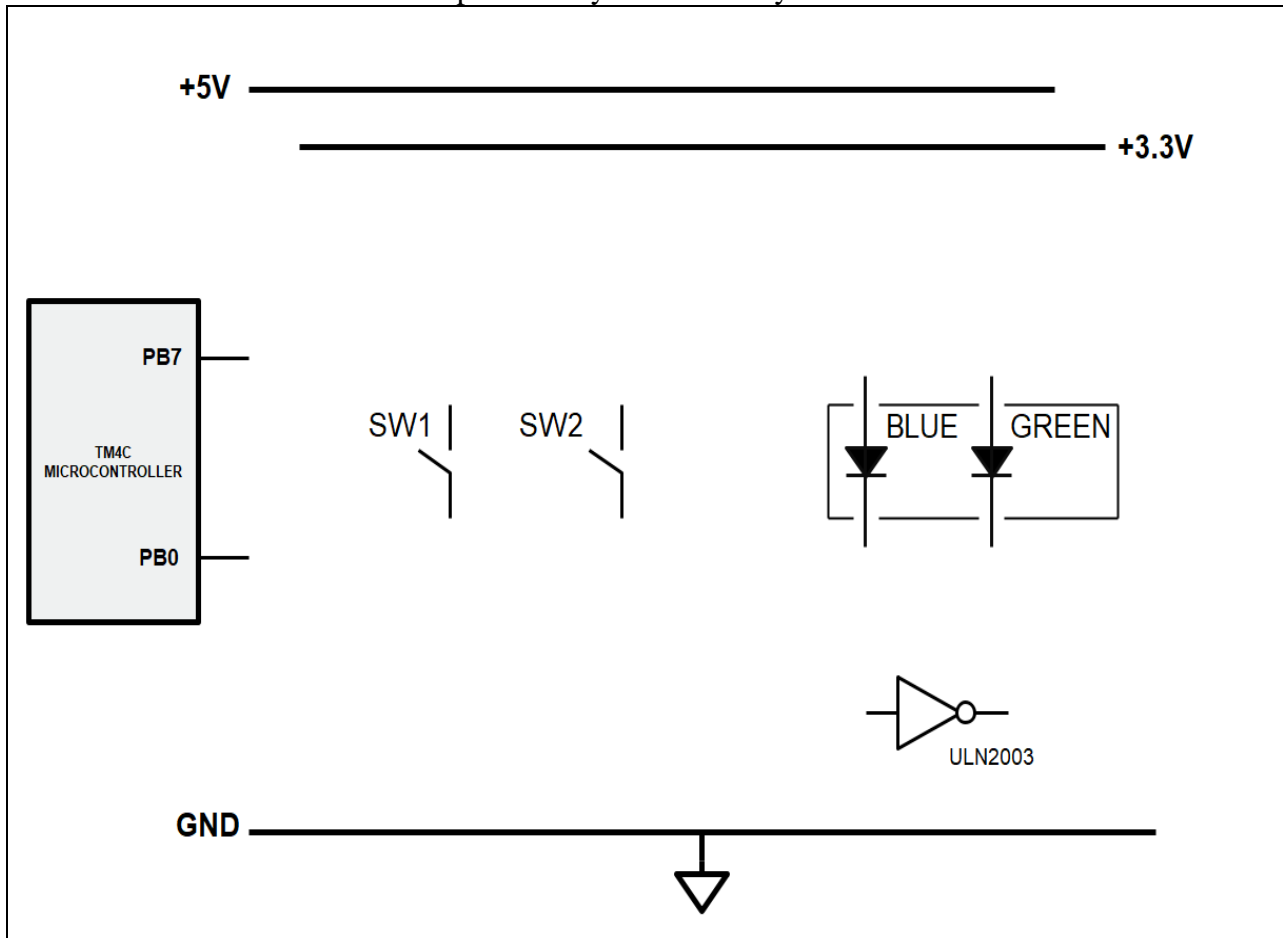 +5V
+3.3V
PB7
SW1
SW2
BLUE
GREEN
TM4C
MICROCONTROLLER
PB0
ULN2003
GND